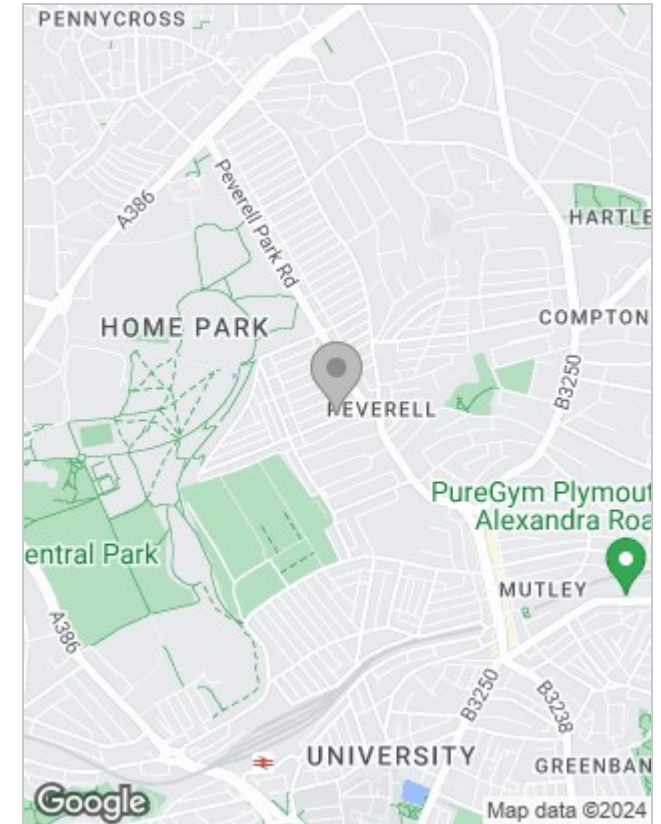 PENNYCROSS
A386
Peverell Park Rd
HARTLE
HOME PARK
COMPTON
B3250
PEVERELL
PureGym Plymout
Alexandra Roa
entral Park
MUTLEY
A386
B3250
B3238
UNIVERSITY
GREENBAN
Google
Map data ©2024